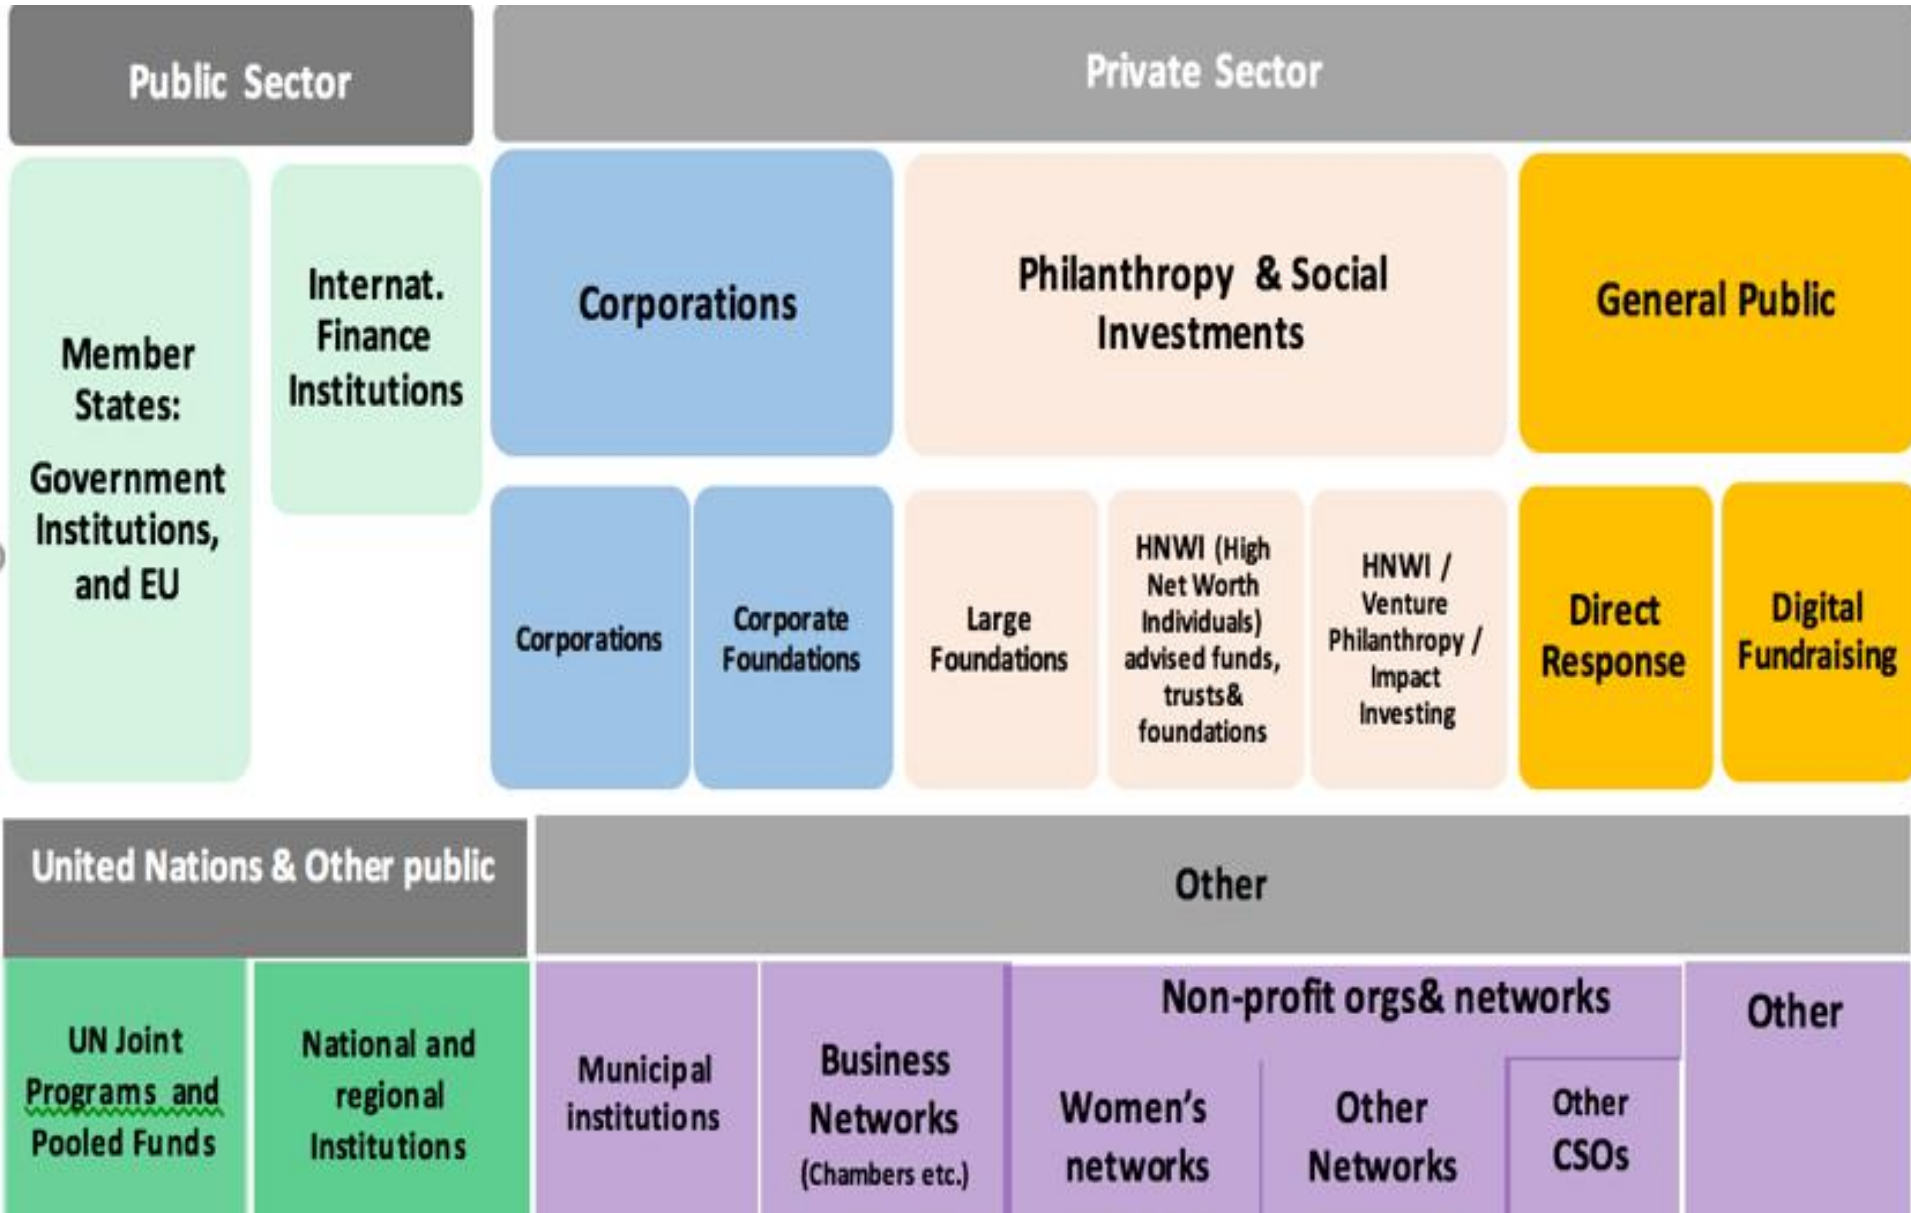 Public Sector
Private Sector
Member
States:
Government
Institutions,
and EU
Internat.
Finance
Institutions
Corporations
Philanthropy & Social
Investments
General Public
Corporations
Corporate
Foundations
Large
Foundations
HNWI (High
Net Worth
Individuals)
advised funds,
trusts&
foundations
HNWI /
Venture
Philanthropy /
Impact
Investing
Direct
Response
Digital
Fundraising
United Nations & Other public
Other
UN Joint
Programs and
Pooled Funds
National and
regional
Institutions
Municipal
institutions
Business
Networks
(Chambers etc.)
Non-profit orgs& networks
Women's
networks
Other
Networks
Other
CSOs
Other